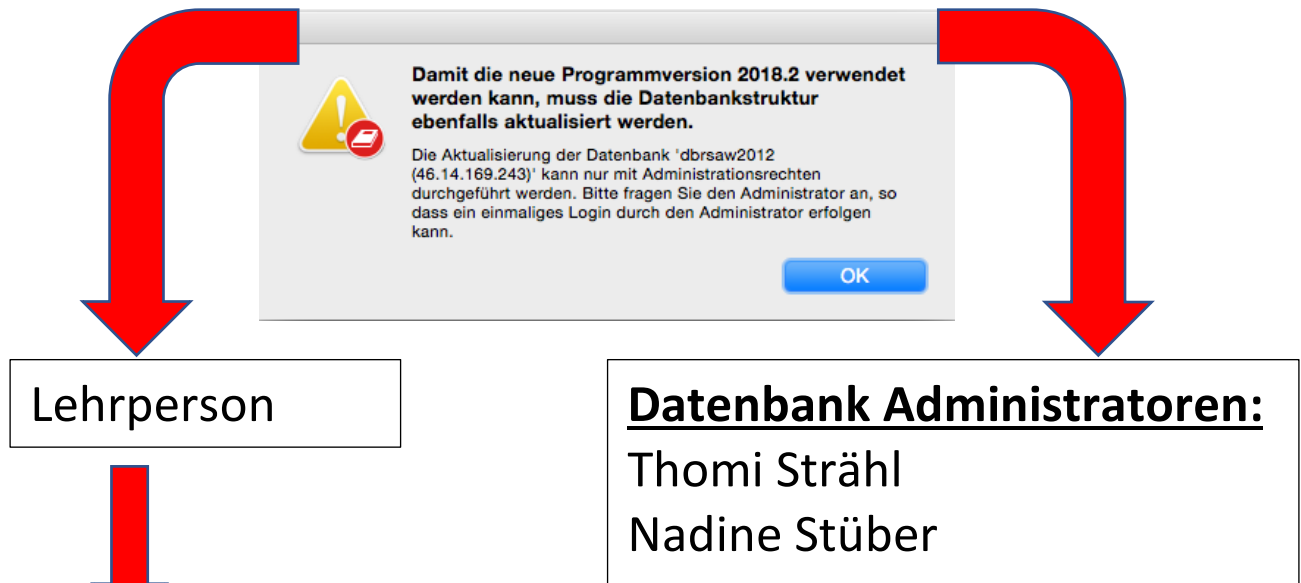 Damit die neue Programmversion 2018.2 verwendet
werden kann, muss die Datenbankstruktur
ebenfalls aktualisiert werden.
Die Aktualisierung der Datenbank 'dbrsaw2012
(46.14.169.243)' kann nur mit Administrationsrechten
durchgeführt werden. Bitte fragen Sie den Administrator an, so
dass ein einmaliges Login durch den Administrator erfolgen
kann.
OK
Lehrperson
Datenbank Administratoren:
Thomi Strähl
Nadine Stüber